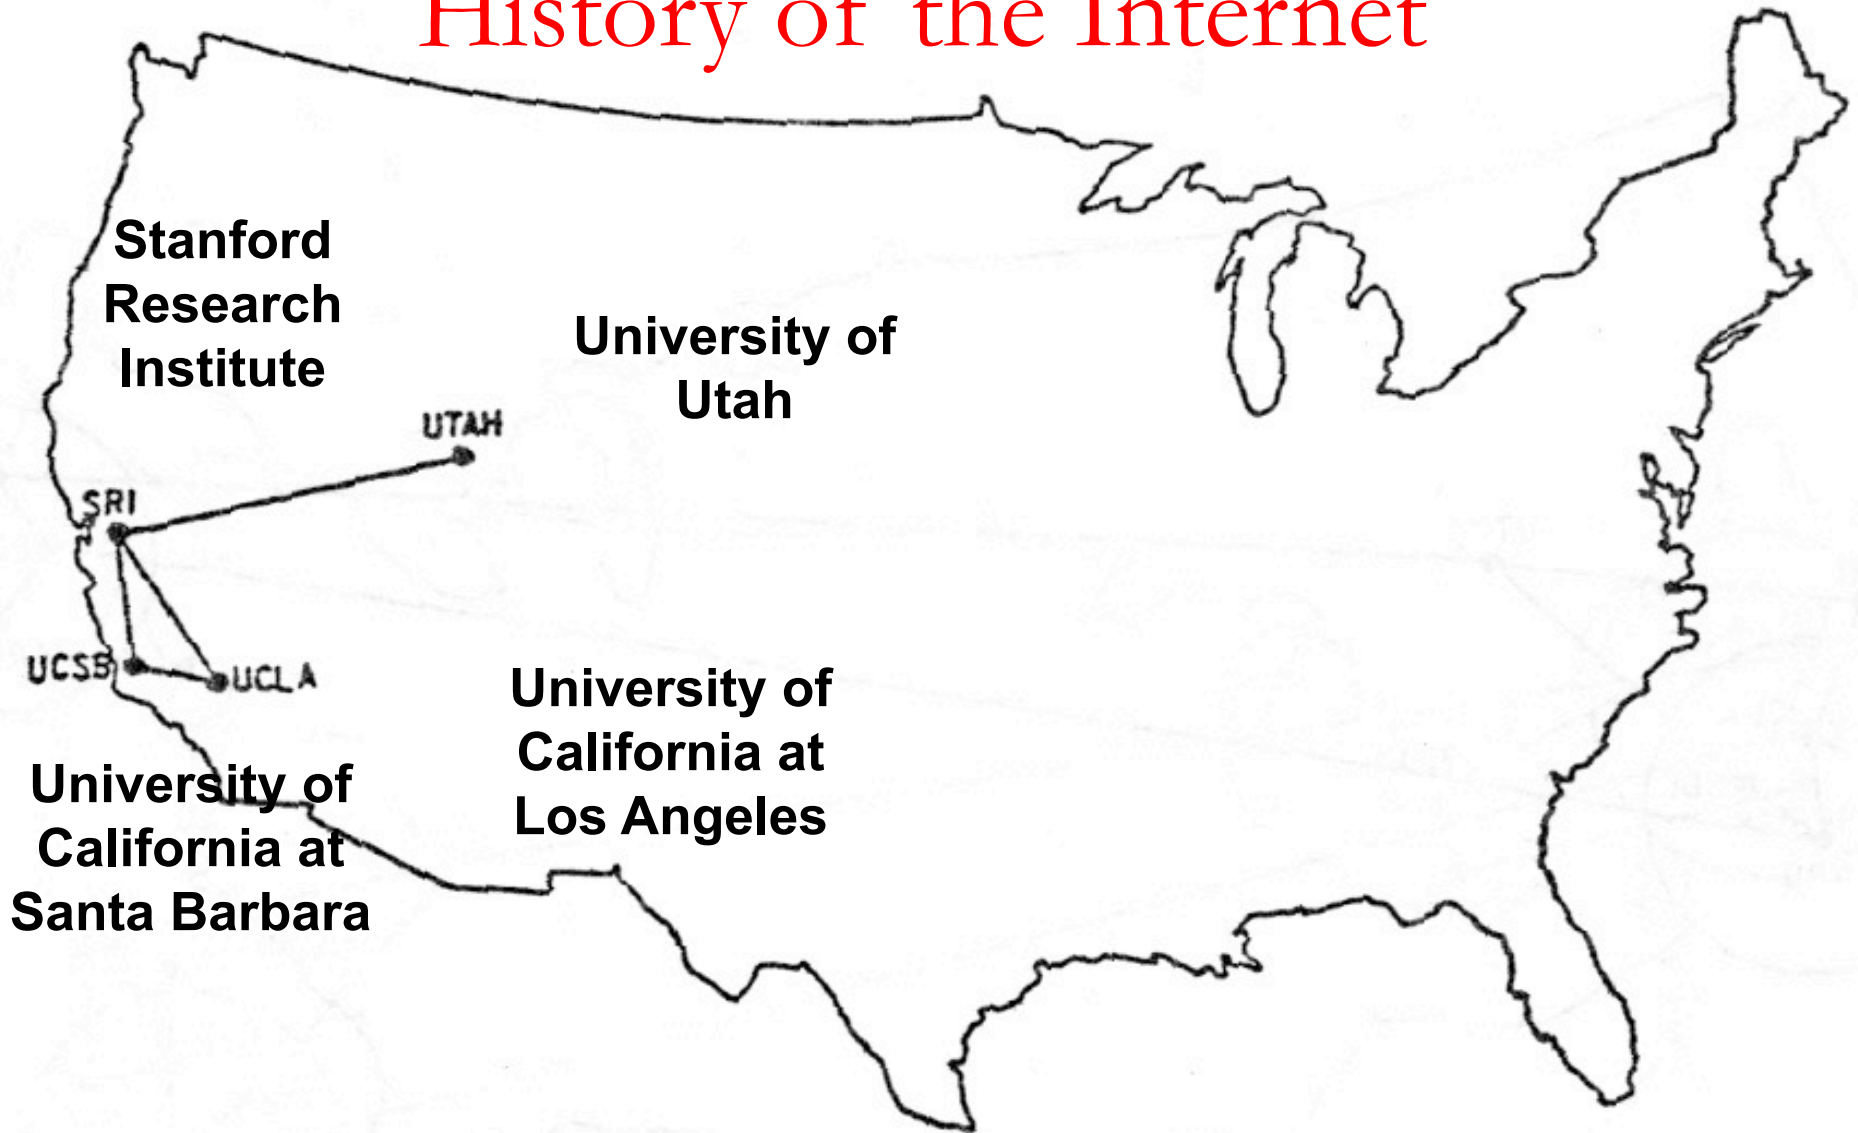 History of the Internet
Stanford
Research
Institute
University of
Utah
UTAH
SRI
UCSB
UCLA
University of
California at
Los Angeles
University of
California at
Santa Barbara